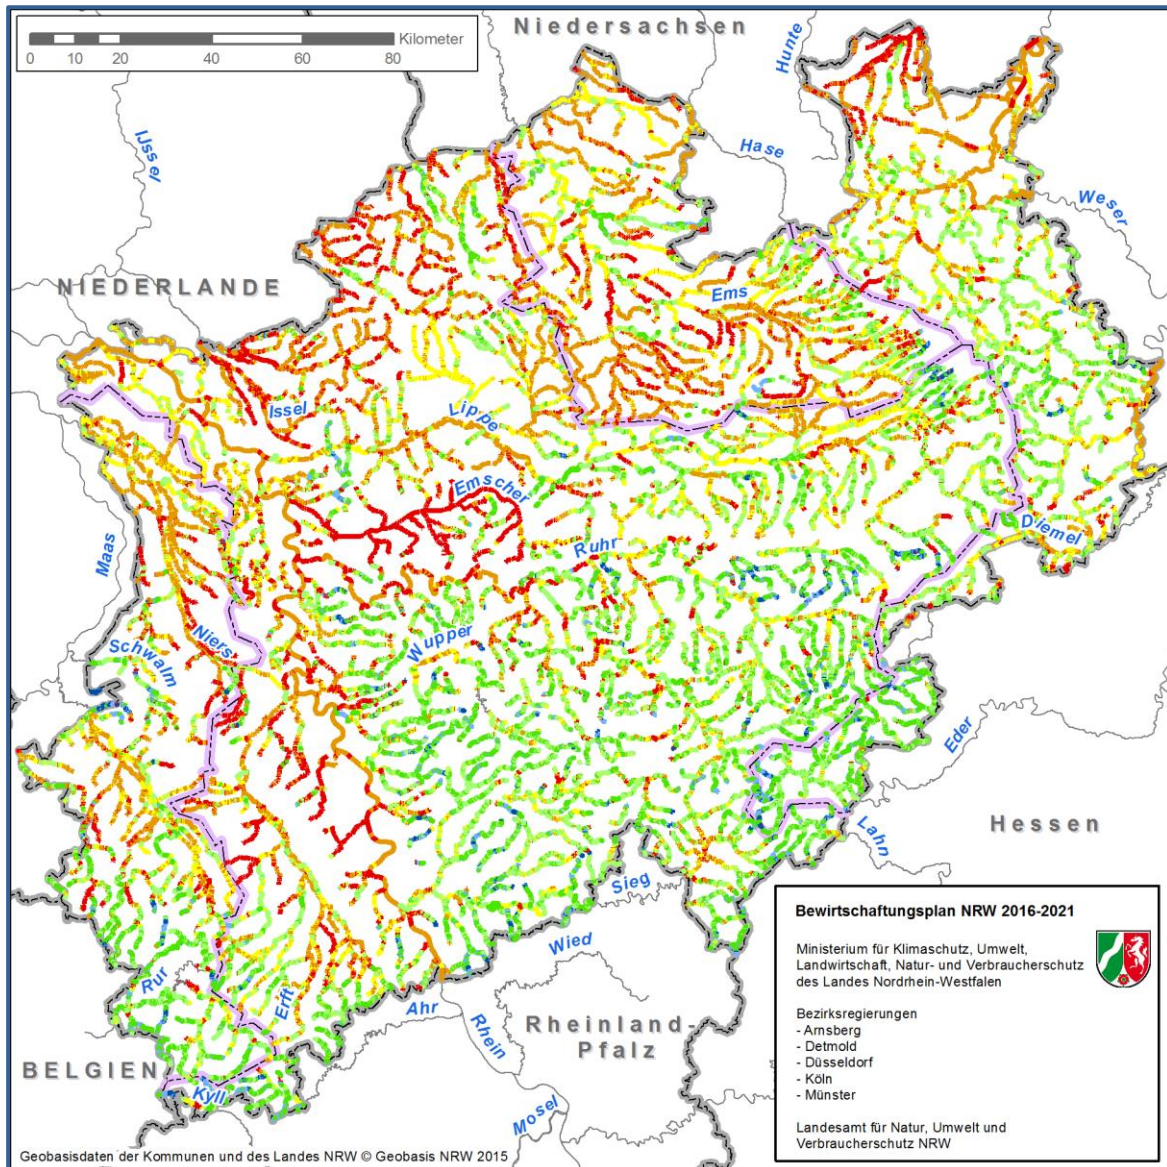 Niedersachsen
Kilometer
0 10 20 40 60 80
Hunte
IJssel
Hase
Weser
NIEDERLANDE
Ems
Issel
Lippe
Emscher
Maas
Ruhr
Diemel
Niers
Wupper
Schwalm
Eder
Lahn
Hessen
Sieg
Wied
Rur
Erft
Ahr
Rhein
Rheinland-
Pfalz
BELGIEN
Kyll
Mosel
Bewirtschaftungsplan NRW 2016-2021
Ministerium für Klimaschutz, Umwelt,
Landwirtschaft, Natur- und Verbraucherschutz
des Landes Nordrhein-Westfalen
Bezirksregierungen
- Arnsberg
- Detmold
- Düsseldorf
- Köln
- Münster
Landesamt für Natur, Umwelt und
Verbraucherschutz NRW
Geobasisdaten der Kommunen und des Landes NRW © Geobasis NRW 2015